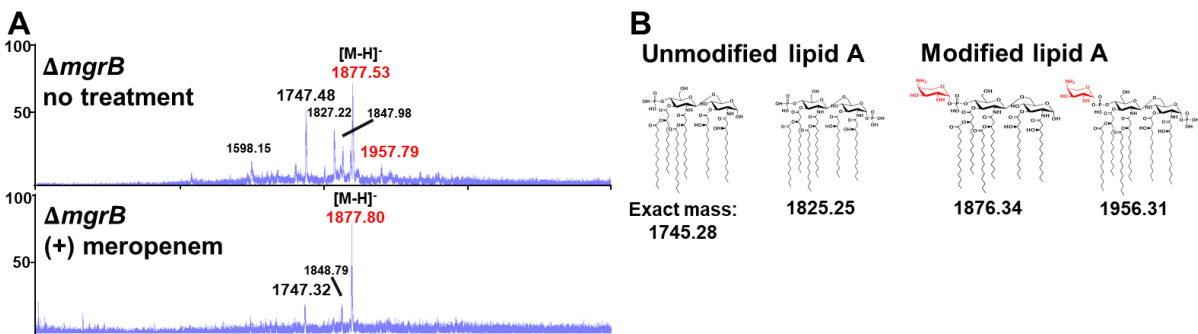 A
100
ΔmgrB
no treatment
50
[M-H]-
1877.53
1747.48
1827.22
1847.98
1957.79
1598.15
100
ΔmgrB
(+) meropenem
50
[M-H]-
1877.80
1848.79
1747.32
B
Unmodified lipid A
Modified lipid A
Exact mass:
1745.28
1825.25
1876.34
1956.31